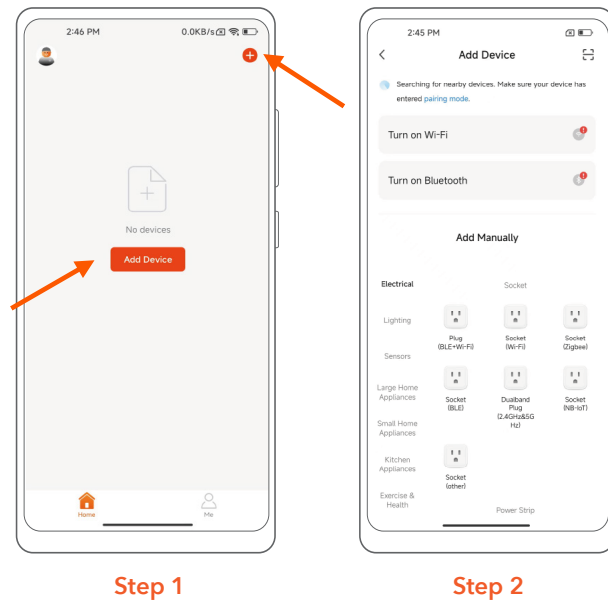 2:46 PM
0.0KB/s
No devices
Add Device
Home
Me
Step 1
2:45 PM
Add Device
Searching for nearby devices. Make sure your device has
entered pairing mode.
Turn on Wi-Fi
Turn on Bluetooth
Add Manually
Electrical
Lighting
Sensors
Large Home
Appliances
Small Home
Appliances
Kitchen
Appliances
Exercise &
Health
Socket
Plug
(BLE+Wi-Fi)
Socket
(Wi-Fi)
Socket
(Zigbee)
Socket
(BLE)
Dualband
Plug
(2.4GHz&5G
Hz)
Socket
(NB-IoT)
Socket
(other)
Power Strip
Step 2